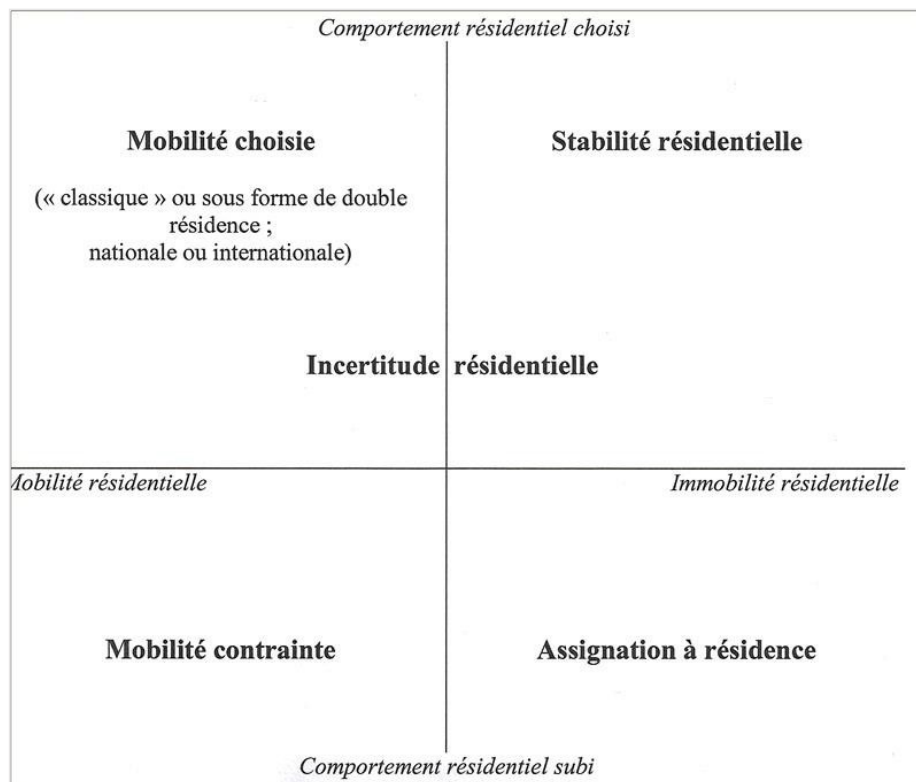 Comportement résidentiel choisi
Mobilité choisie
Stabilité résidentielle
(« classique » ou sous forme de double
résidence ;
nationale ou internationale)
Incertitude résidentielle
Mobilité résidentielle
Immobilité résidentielle
Mobilité contrainte
Assignation à résidence
Comportement résidentiel subi